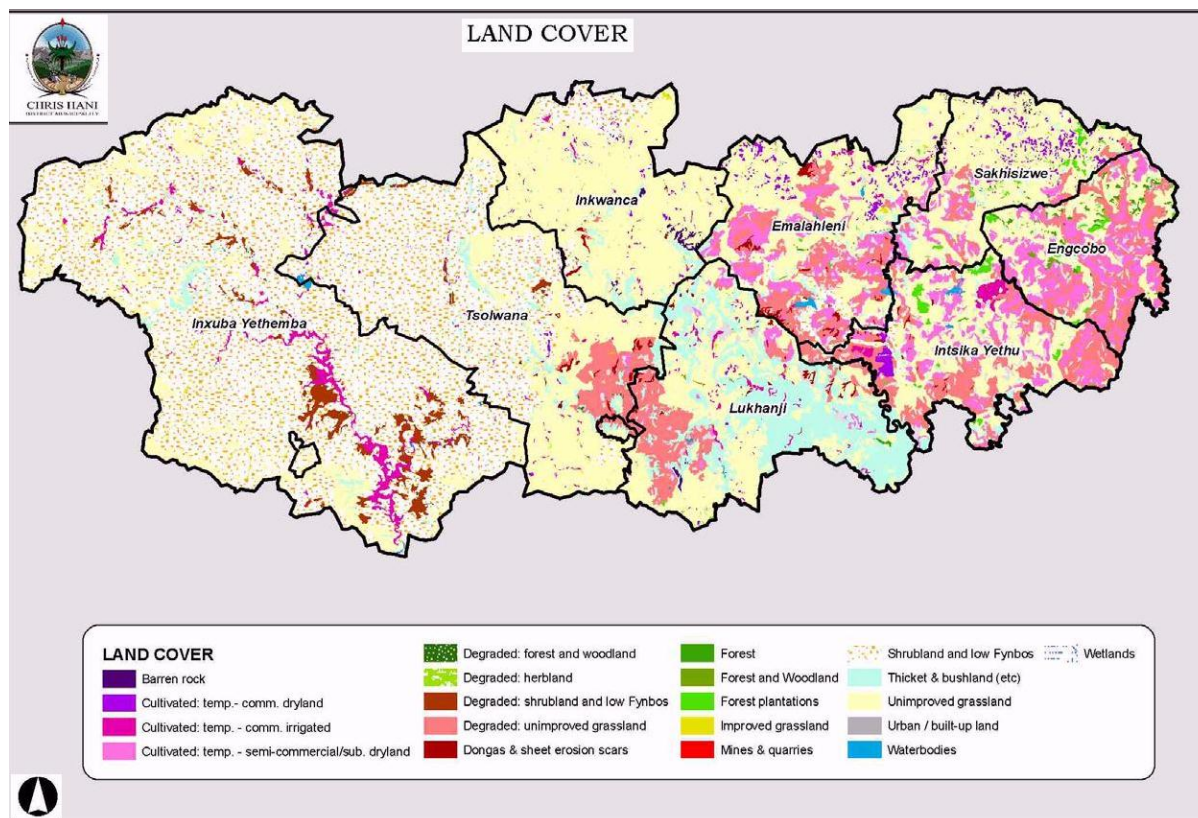 LAND COVER
CHRIS HANI
DISTRICT MUNICIPALITY
Sakhisizwe
Inkwanca
Emalahleni
Engcobo
Inxuba Yethemba
Tsolwana
Intsika Yethu
Lukhanji
LAND COVER
Barren rock
Cultivated: temp.- comm. dryland
Cultivated: temp. - comm. irrigated
Cultivated: temp. - semi-commercial/sub. dryland
Degraded: forest and woodland
Degraded: herbland
Degraded: shrubland and low Fynbos
Degraded: unimproved grassland
Dongas & sheet erosion scars
Forest
Forest and Woodland
Forest plantations
Improved grassland
Mines & quarries
Shrubland and low Fynbos
Thicket & bushland (etc)
Unimproved grassland
Urban / built-up land
Waterbodies
Wetlands